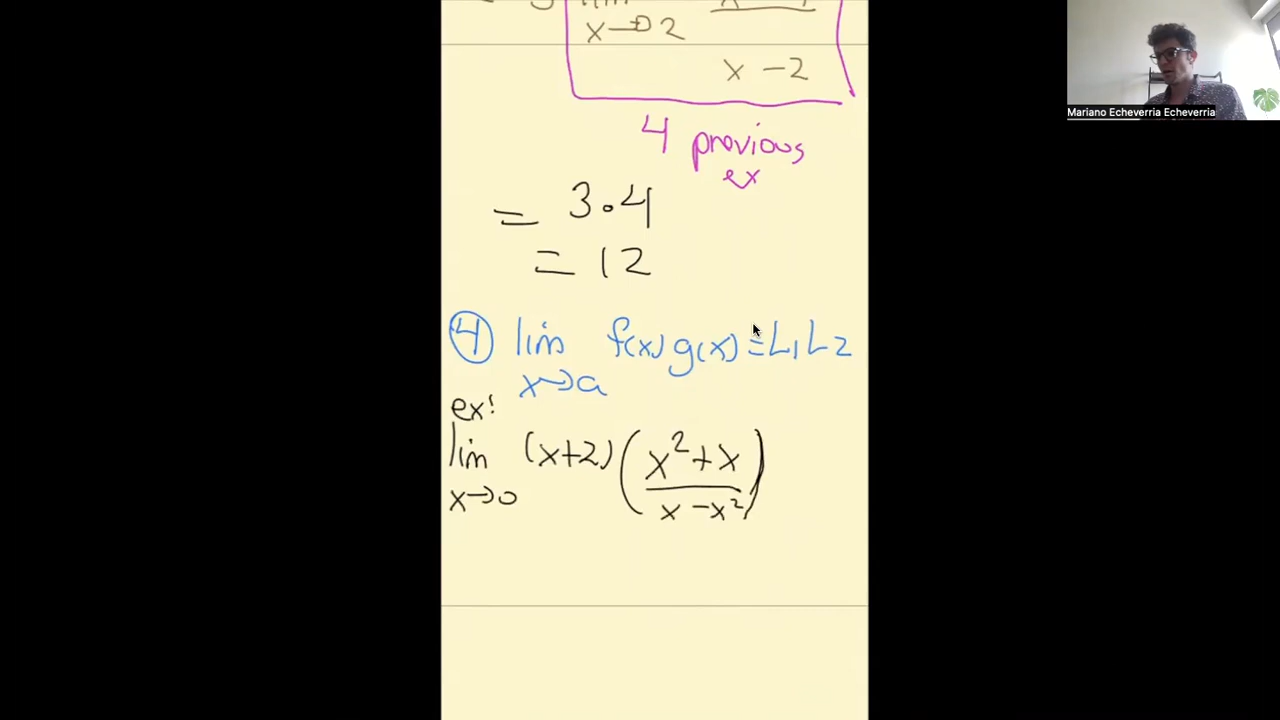 x→2
x - 2
4 previous
ex
= 3.4
= 12
④ lim f(x) g(x) = L₁L2
x→a
ex!
lim (x+2) (x²+x / x-x²)
x→0
Mariano Echeverria Echeverria